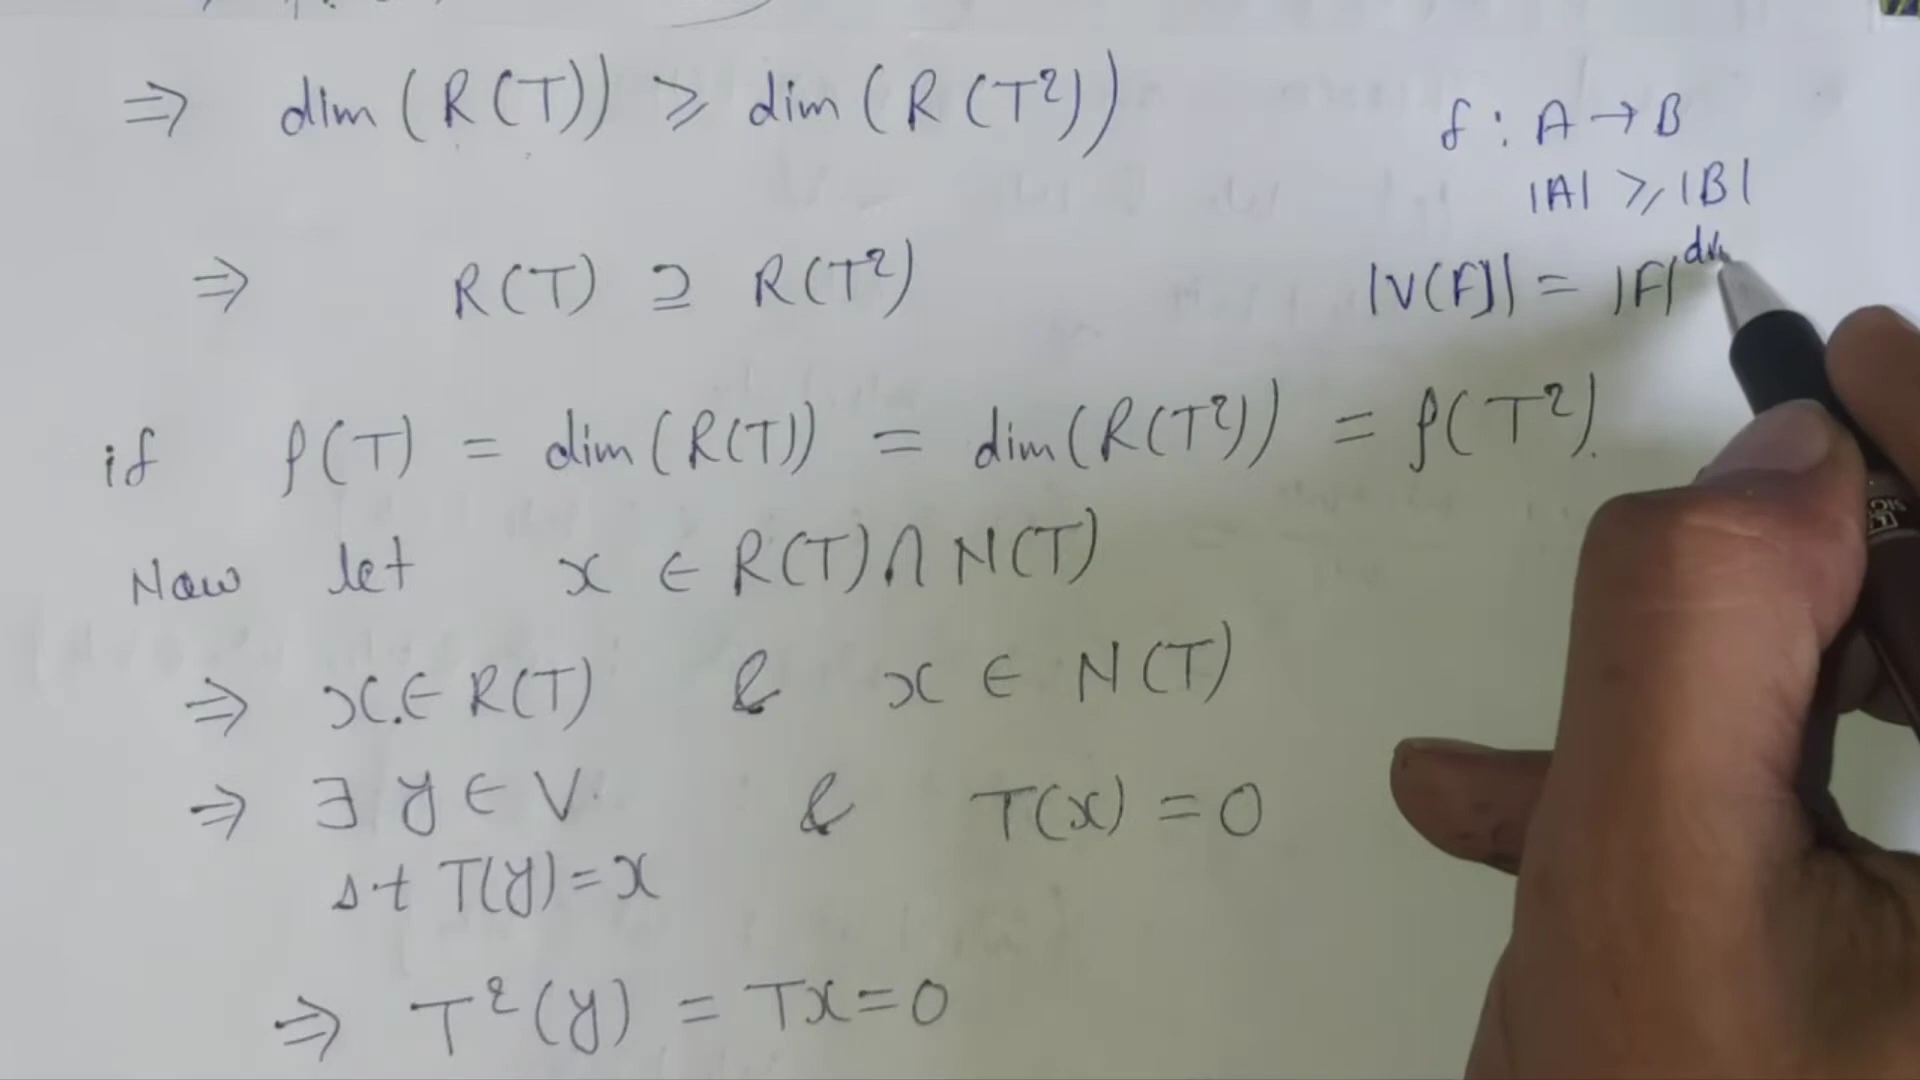 ⇒ dim (R(T)) ⩾ dim (R(T²))
f : A → B
|A| ⩾ |B|
⇒ R(T) ⊇ R(T²)
|V(F)| = |F|
if ρ(T) = dim(R(T)) = dim(R(T²)) = ρ(T²).
Now let x ∈ R(T) ∩ N(T)
⇒ x ∈ R(T) & x ∈ N(T)
⇒ ∃ y ∈ V & T(x) = 0
s.t T(y) = x
⇒ T²(y) = Tx = 0